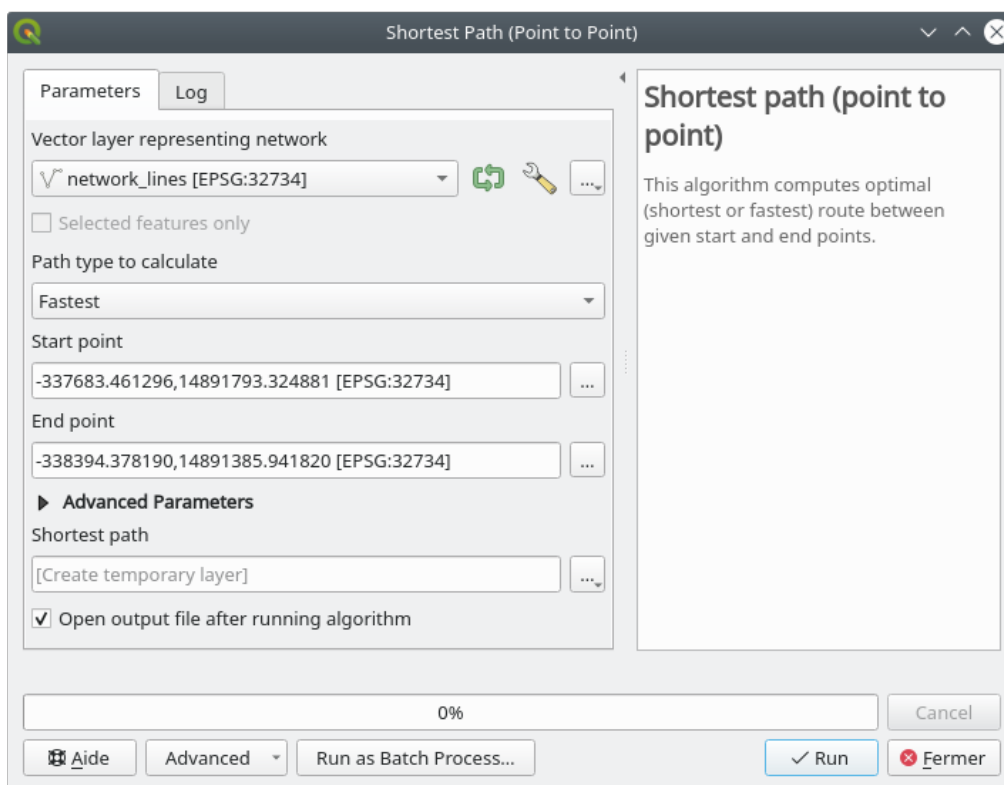 Shortest Path (Point to Point)
Parameters
Log
Vector layer representing network
network_lines [EPSG:32734]
...
Selected features only
Path type to calculate
Fastest
Start point
-337683.461296,14891793.324881 [EPSG:32734]
...
End point
-338394.378190,14891385.941820 [EPSG:32734]
...
Advanced Parameters
Shortest path
[Create temporary layer]
...
Open output file after running algorithm
Shortest path (point to
point)
This algorithm computes optimal
(shortest or fastest) route between
given start and end points.
0%
Cancel
Aide
Advanced
Run as Batch Process...
Run
Fermer